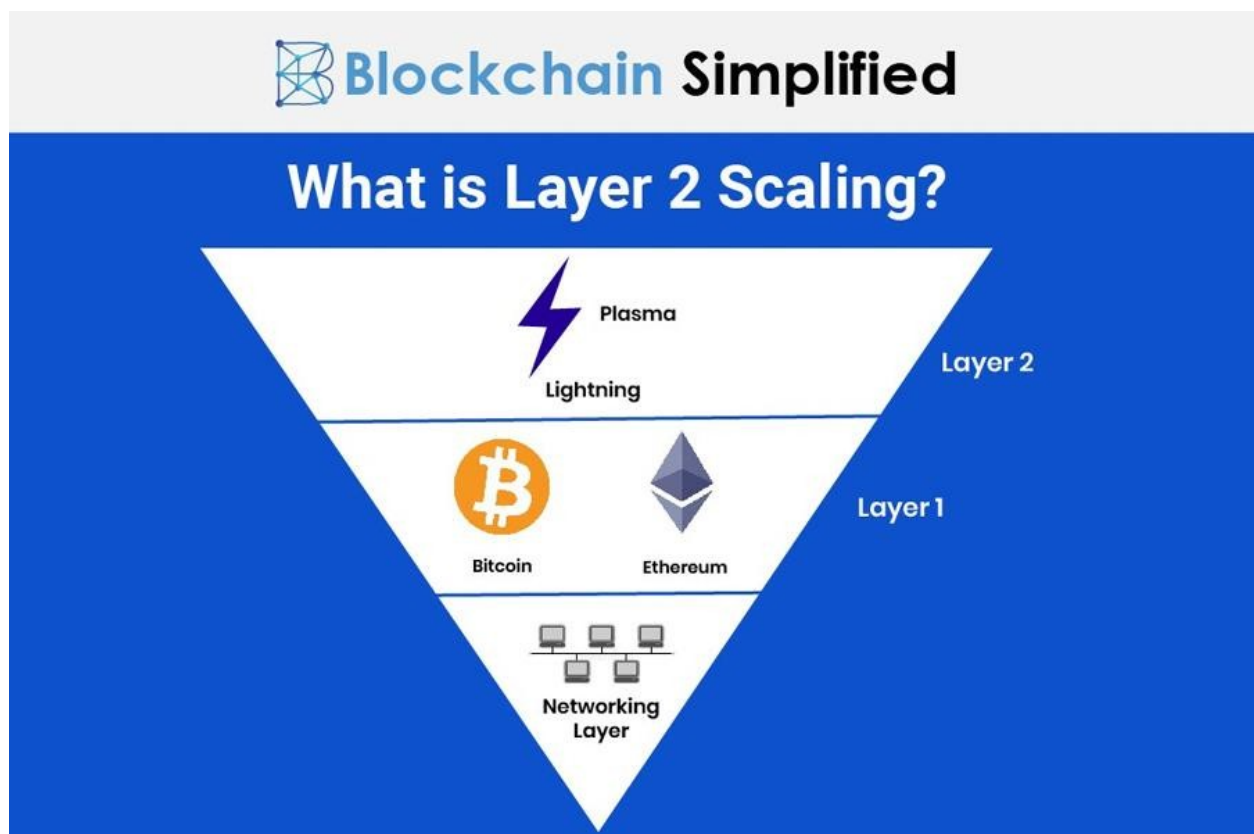 Blockchain Simplified
What is Layer 2 Scaling?
Plasma
Lightning
Layer 2
Bitcoin
Ethereum
Layer 1
Networking
Layer